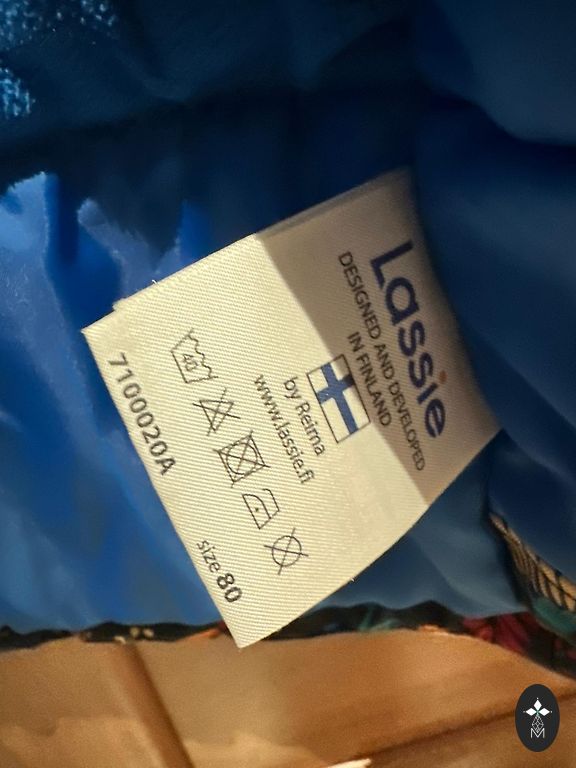 Lassie
DESIGNED AND DEVELOPED
IN FINLAND
by Reima
www.lassie.fi
40
7100020A
size 80
M